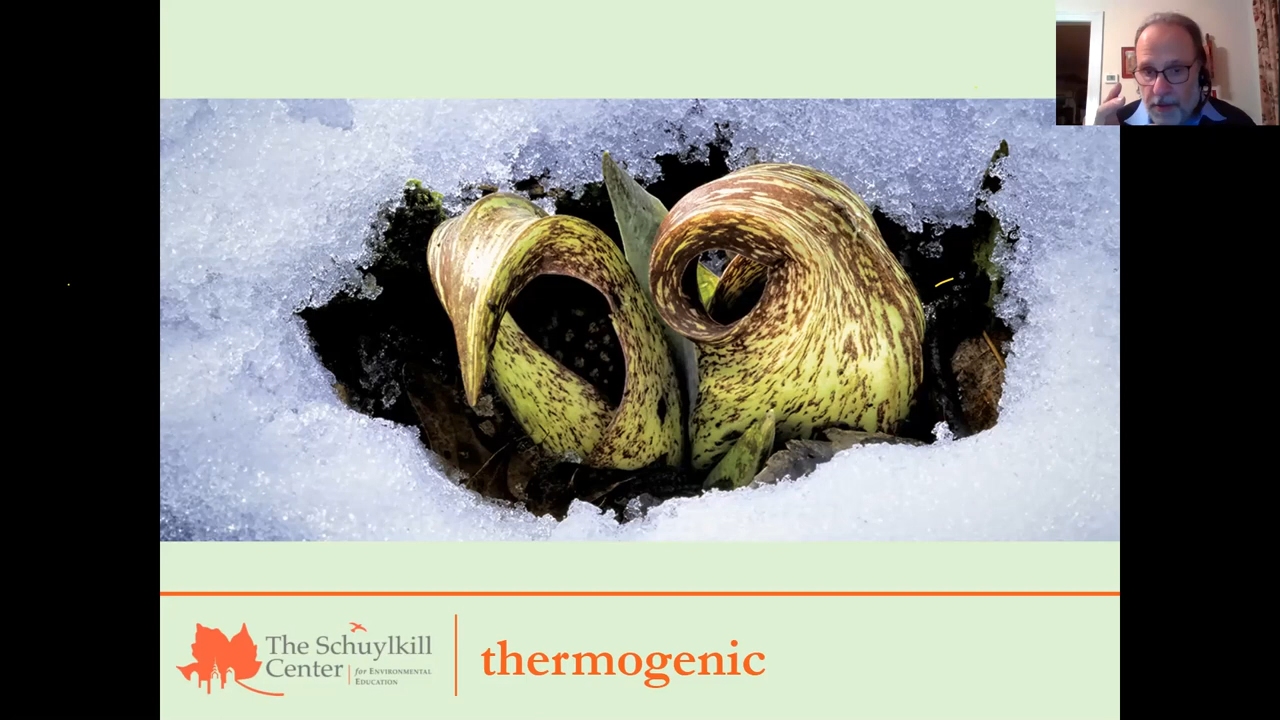 The Schuylkill
Center
for ENVIRONMENTAL
EDUCATION
thermogenic